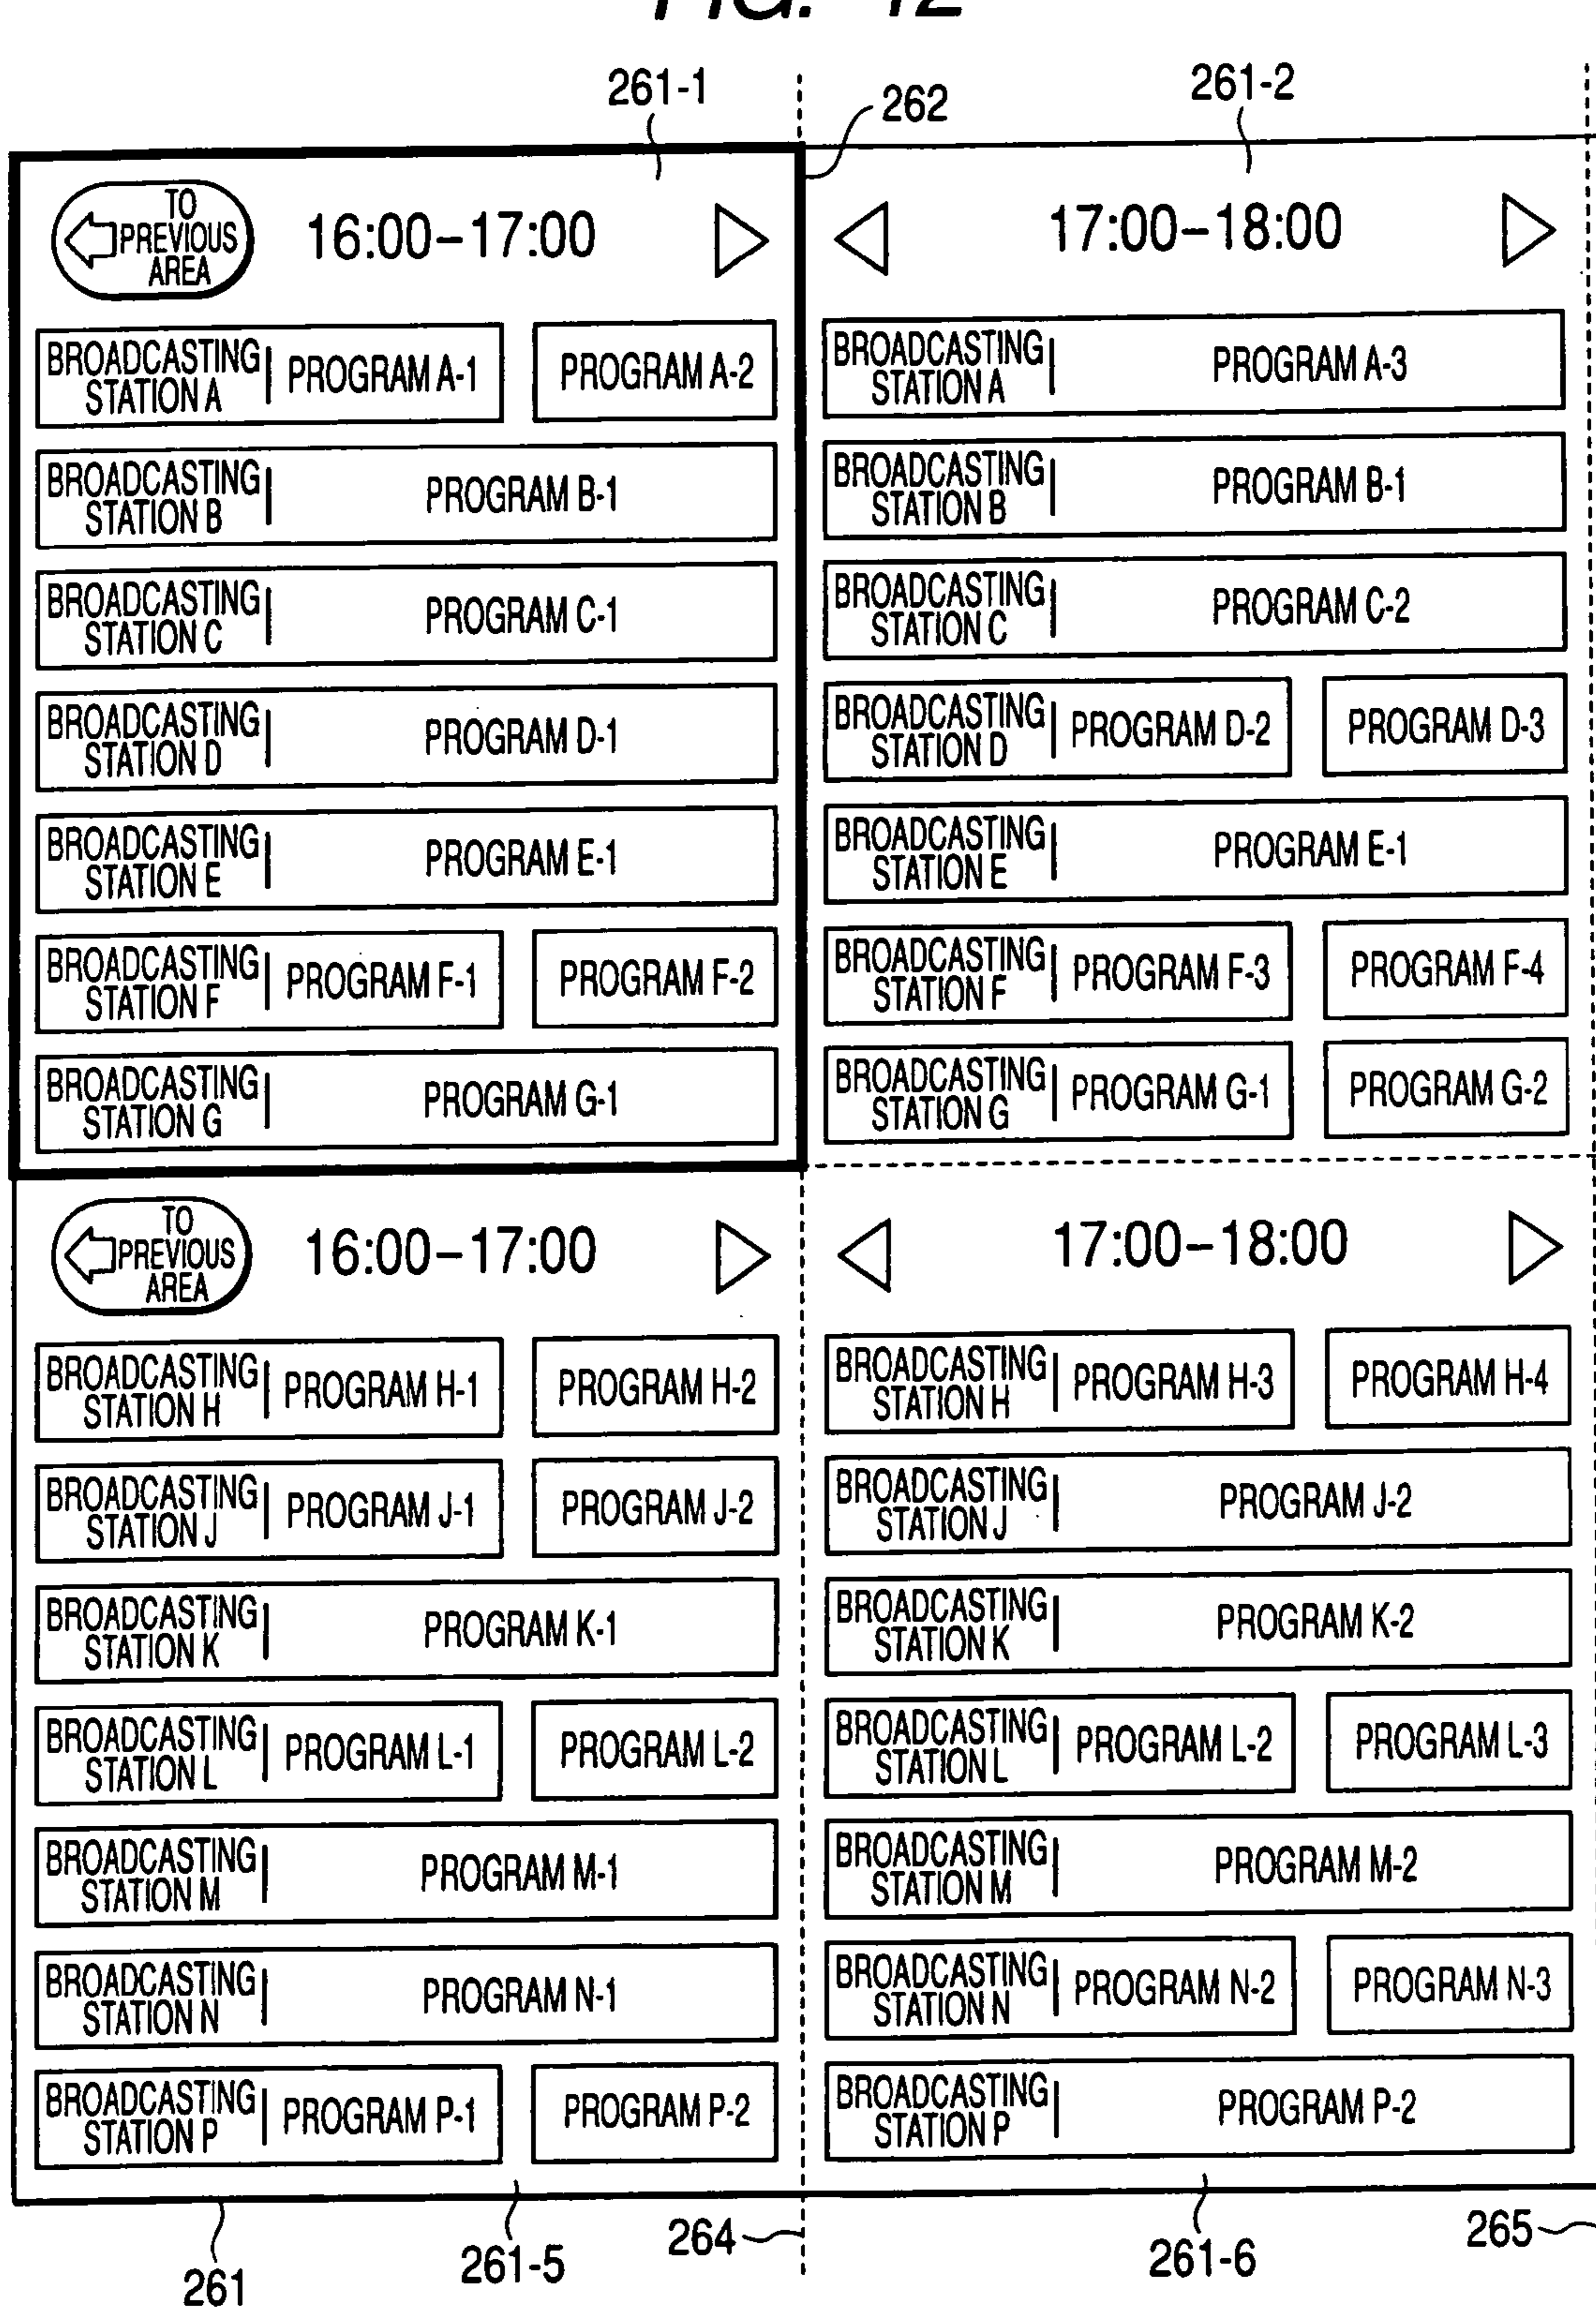 FIG. 12
261-1
262
261-2
TO
PREVIOUS
AREA
16:00–17:00
17:00–18:00
BROADCASTING
STATION A
PROGRAM A-1
PROGRAM A-2
BROADCASTING
STATION A
PROGRAM A-3
BROADCASTING
STATION B
PROGRAM B-1
BROADCASTING
STATION B
PROGRAM B-1
BROADCASTING
STATION C
PROGRAM C-1
BROADCASTING
STATION C
PROGRAM C-2
BROADCASTING
STATION D
PROGRAM D-1
BROADCASTING
STATION D
PROGRAM D-2
PROGRAM D-3
BROADCASTING
STATION E
PROGRAM E-1
BROADCASTING
STATION E
PROGRAM E-1
BROADCASTING
STATION F
PROGRAM F-1
PROGRAM F-2
BROADCASTING
STATION F
PROGRAM F-3
PROGRAM F-4
BROADCASTING
STATION G
PROGRAM G-1
BROADCASTING
STATION G
PROGRAM G-1
PROGRAM G-2
TO
PREVIOUS
AREA
16:00–17:00
17:00–18:00
BROADCASTING
STATION H
PROGRAM H-1
PROGRAM H-2
BROADCASTING
STATION H
PROGRAM H-3
PROGRAM H-4
BROADCASTING
STATION J
PROGRAM J-1
PROGRAM J-2
BROADCASTING
STATION J
PROGRAM J-2
BROADCASTING
STATION K
PROGRAM K-1
BROADCASTING
STATION K
PROGRAM K-2
BROADCASTING
STATION L
PROGRAM L-1
PROGRAM L-2
BROADCASTING
STATION L
PROGRAM L-2
PROGRAM L-3
BROADCASTING
STATION M
PROGRAM M-1
BROADCASTING
STATION M
PROGRAM M-2
BROADCASTING
STATION N
PROGRAM N-1
BROADCASTING
STATION N
PROGRAM N-2
PROGRAM N-3
BROADCASTING
STATION P
PROGRAM P-1
PROGRAM P-2
BROADCASTING
STATION P
PROGRAM P-2
261
261-5
264
261-6
265